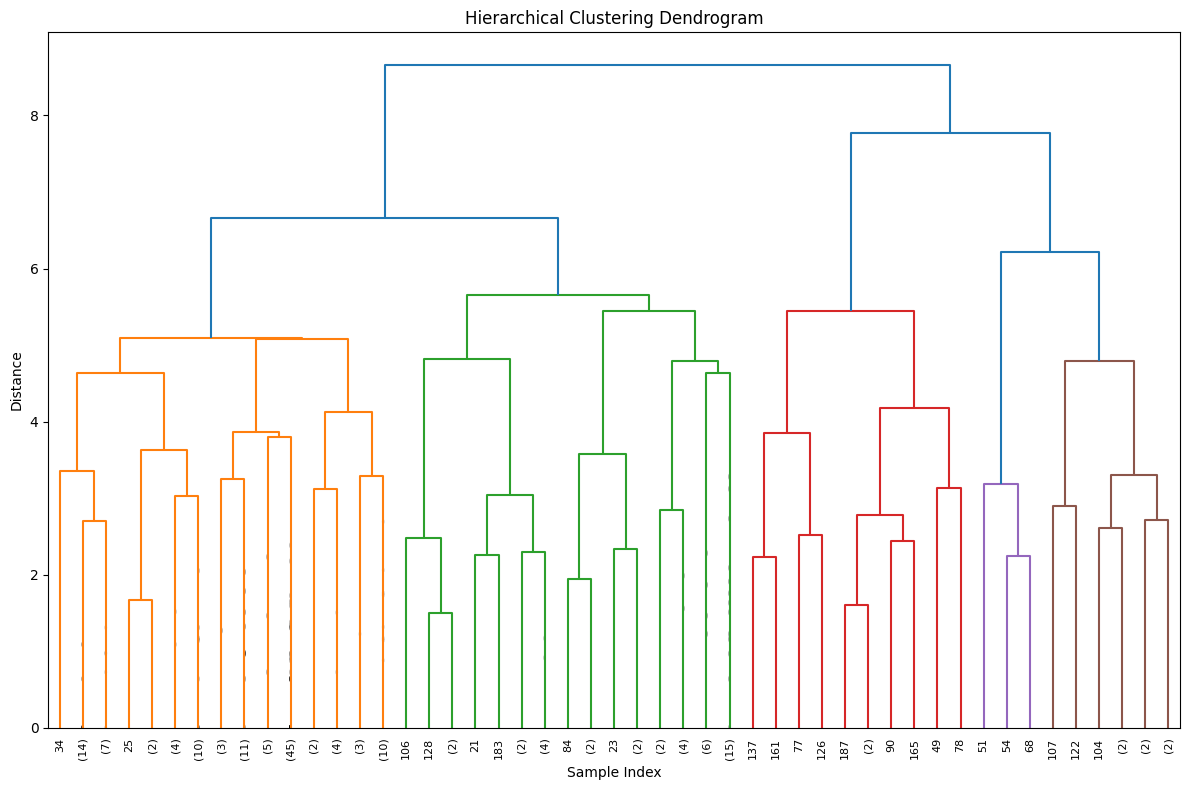 Hierarchical Clustering Dendrogram
8
6
4
2
0
Distance
34 (14) (7) 25 (2) (4) (10) (3) (11) (5) (45) (2) (4) (3) (10) 106 128 (2) 21 183 (2) (4) 84 (2) 23 (2) (2) (4) (6) (15) 137 161 77 126 187 (2) 90 165 49 78 51 54 68 107 122 104 (2) (2) (2)
Sample Index